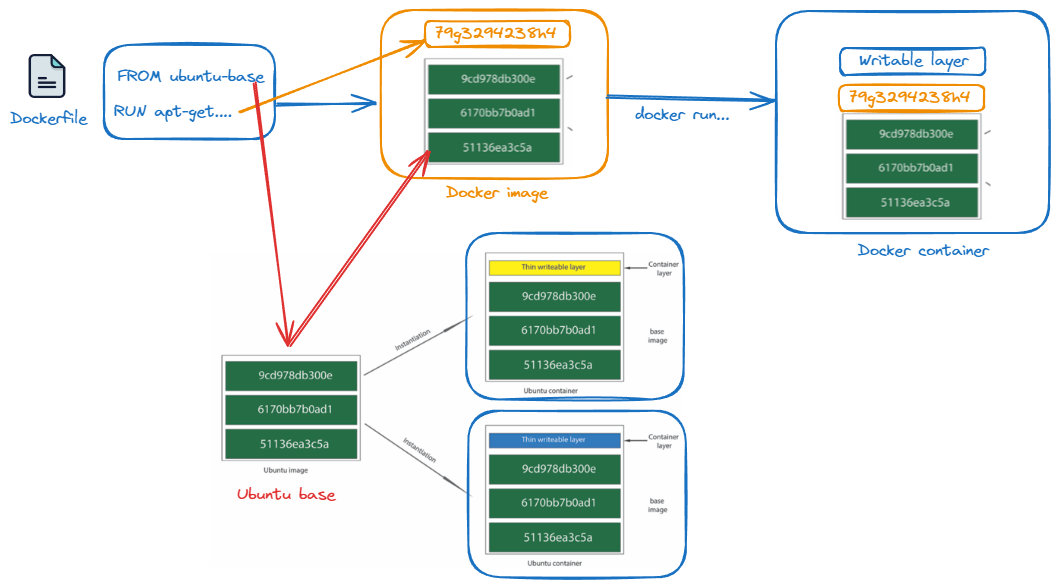 Dockerfile
FROM ubuntu-base
RUN apt-get....
79g3294238h4
9cd978db300e
6170bb7b0ad1
51136ea3c5a
Docker image
docker run...
Writable layer
79g3294238h4
9cd978db300e
6170bb7b0ad1
51136ea3c5a
Docker container
9cd978db300e
6170bb7b0ad1
51136ea3c5a
Ubuntu image
Ubuntu base
Instantiation
Instantiation
Thin writeable layer
Container
layer
9cd978db300e
6170bb7b0ad1
51136ea3c5a
base
image
Ubuntu container
Thin writeable layer
Container
layer
9cd978db300e
6170bb7b0ad1
51136ea3c5a
base
image
Ubuntu container